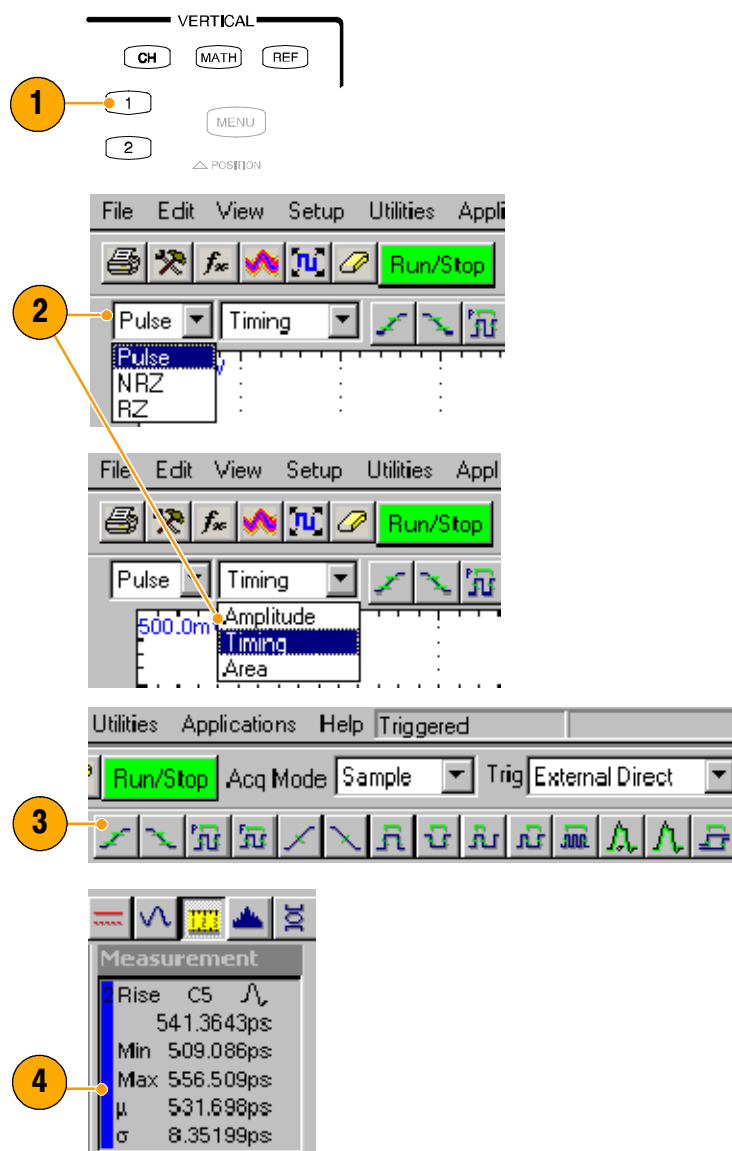 VERTICAL
CH MATH REF
1
1
MENU
2
△ POSITION
File Edit View Setup Utilities Appli
Run/Stop
2
Pulse Timing
Pulse
NRZ
RZ
File Edit View Setup Utilities Appl
Run/Stop
Pulse Timing
500.0m
Amplitude
Timing
Area
Utilities Applications Help Triggered
Run/Stop Acq Mode Sample Trig External Direct
3
Measurement
2 Rise C5
541.3643ps
Min 509.086ps
4
Max 556.509ps
μ 531.698ps
σ 8.35199ps